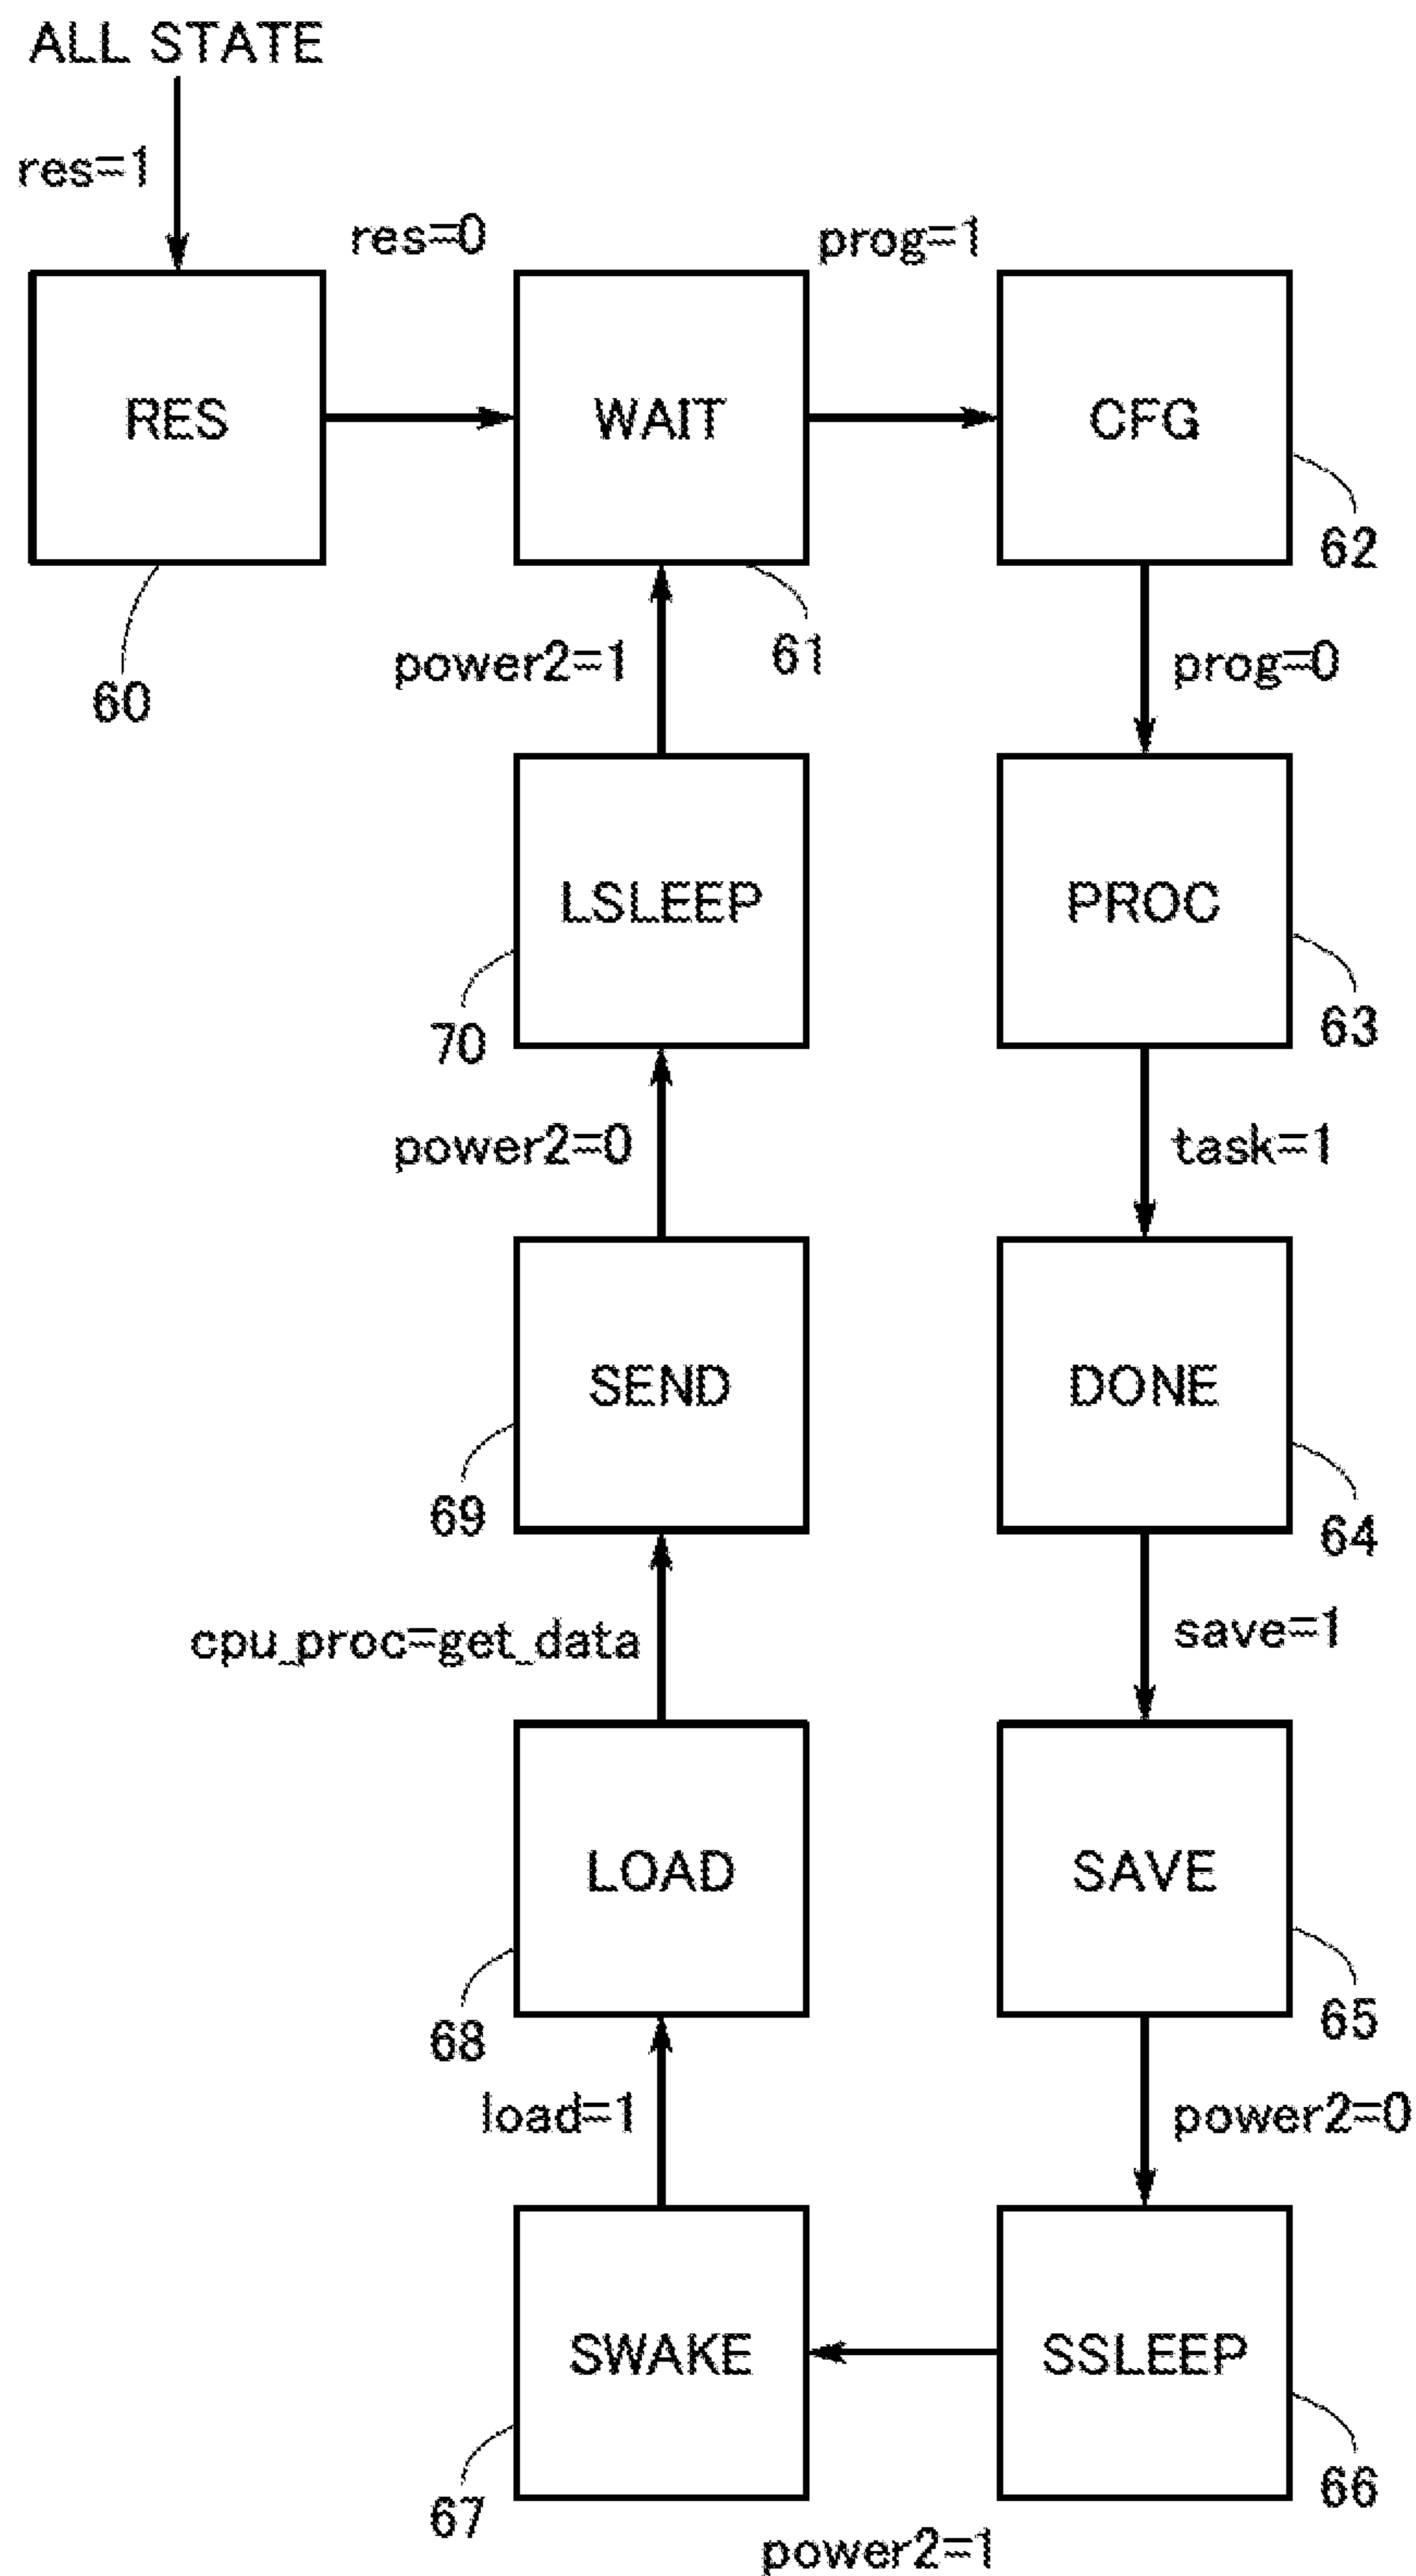 ALL STATE
res=1
res=0
prog=1
RES
WAIT
CFG
62
61
60
power2=1
prog=0
LSLEEP
PROC
70
63
power2=0
task=1
SEND
DONE
69
64
cpu_proc=get_data
save=1
LOAD
SAVE
68
65
load=1
power2=0
SWAKE
SSLEEP
67
66
power2=1